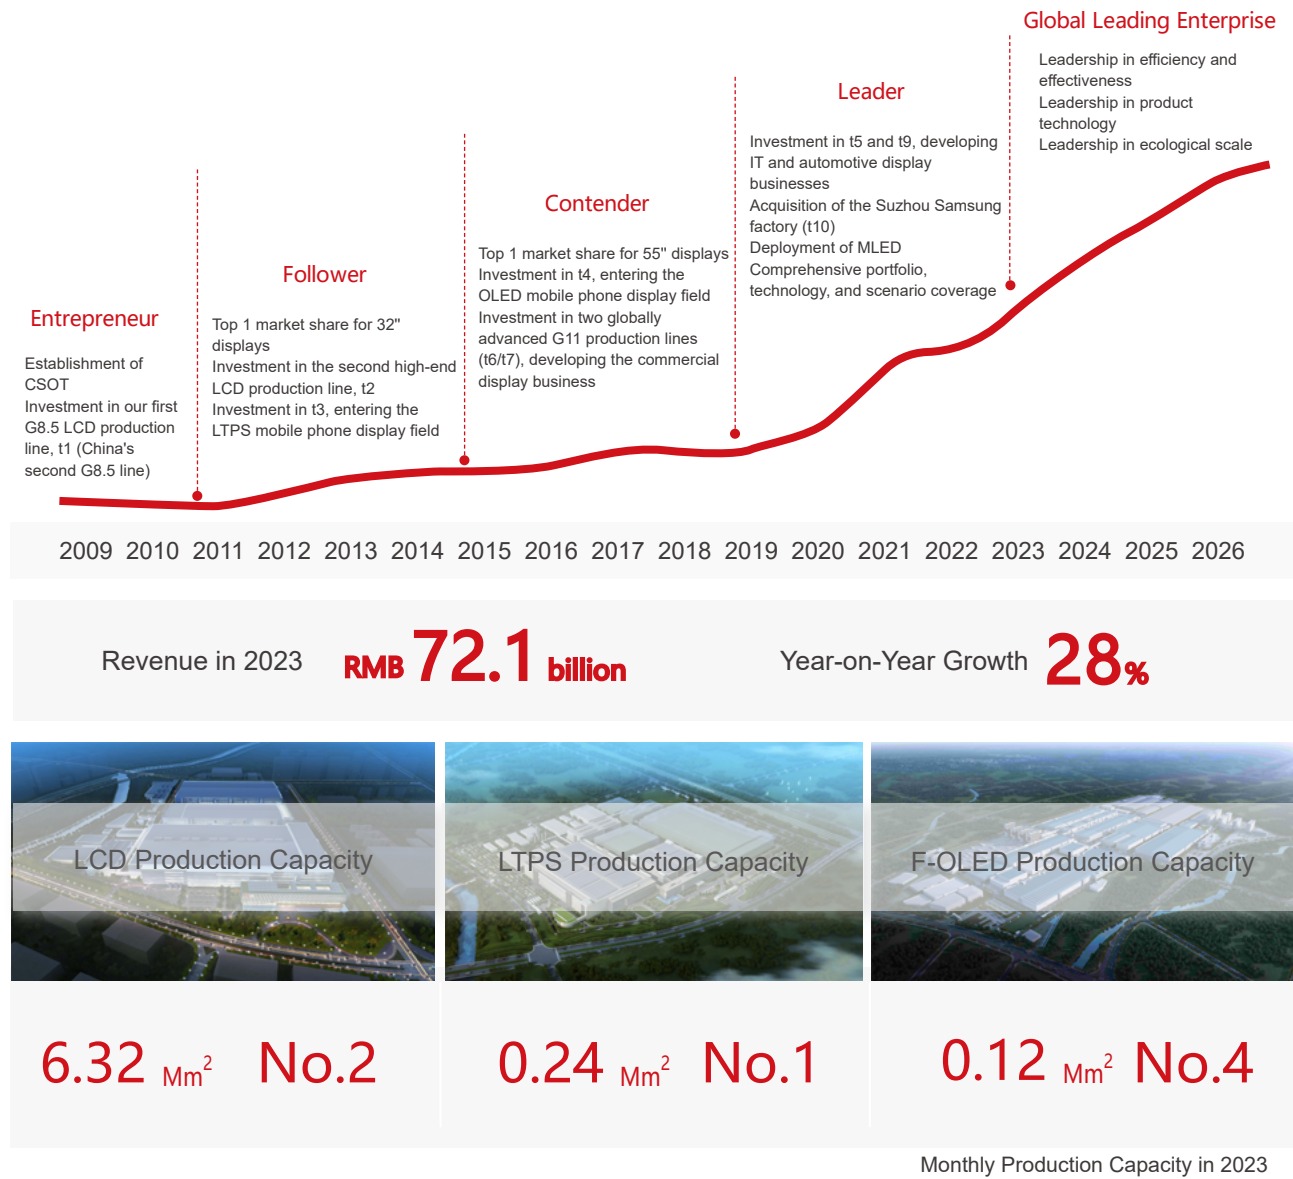 Global Leading Enterprise
Leadership in efficiency and
effectiveness
Leadership in product
technology
Leadership in ecological scale
Leader
Investment in t5 and t9, developing
IT and automotive display
businesses
Acquisition of the Suzhou Samsung
factory (t10)
Deployment of MLED
Comprehensive portfolio,
technology, and scenario coverage
Contender
Top 1 market share for 55" displays
Investment in t4, entering the
OLED mobile phone display field
Investment in two globally
advanced G11 production lines
(t6/t7), developing the commercial
display business
Follower
Top 1 market share for 32"
displays
Investment in the second high-end
LCD production line, t2
Investment in t3, entering the
LTPS mobile phone display field
Entrepreneur
Establishment of
CSOT
Investment in our first
G8.5 LCD production
line, t1 (China's
second G8.5 line)
2009 2010 2011 2012 2013 2014 2015 2016 2017 2018 2019 2020 2021 2022 2023 2024 2025 2026
Revenue in 2023 RMB 72.1 billion Year-on-Year Growth 28%
LCD Production Capacity
LTPS Production Capacity
F-OLED Production Capacity
6.32 Mm² No.2
0.24 Mm² No.1
0.12 Mm² No.4
Monthly Production Capacity in 2023